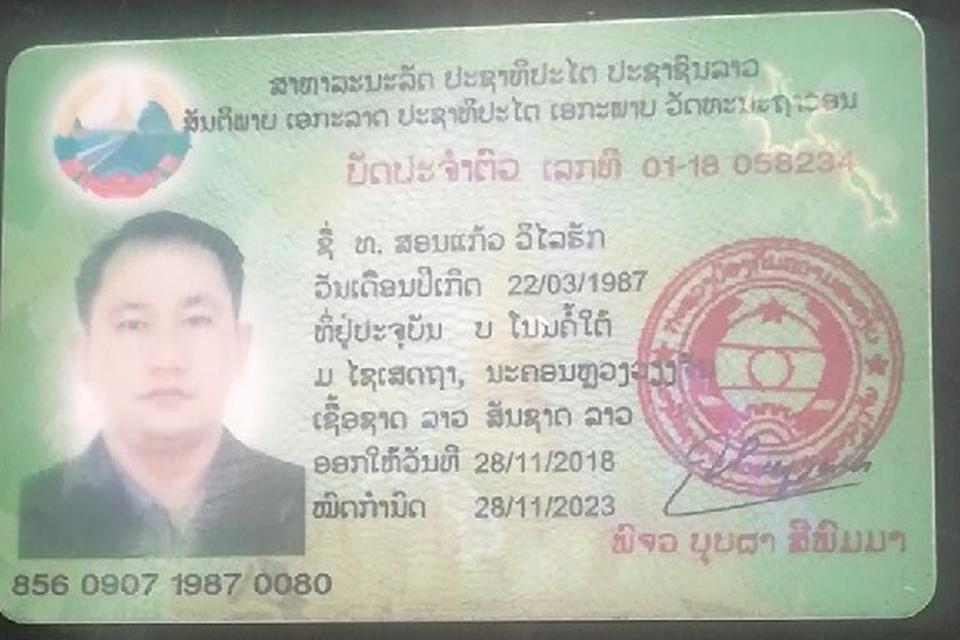 ສາທາລະນະລັດ ປະຊາທິປະໄຕ ປະຊາຊົນລາວ
ສັນຕິພາບ ເອກະລາດ ປະຊາທິປະໄຕ ເອກະພາບ ວັດທະນະຖາວອນ
ບັດປະຈຳຕົວ ເລກທີ 01-18 058234
ຊື່ ທ. ສອນແກ້ວ ວິໄລຮັກ
ວັນເດືອນປີເກີດ 22/03/1987
ທີ່ຢູ່ປະຈຸບັນ ບ ໂນນຄໍ້ໃຕ້
ມ ໄຊເສດຖາ, ນະຄອນຫຼວງວຽງຈັນ
ເຊື້ອຊາດ ລາວ ສັນຊາດ ລາວ
ອອກໃຫ້ວັນທີ 28/11/2018
ໝົດກຳນົດ 28/11/2023
ພົຈວ ບຸບຜາ ສີພົມມາ
856 0907 1987 0080